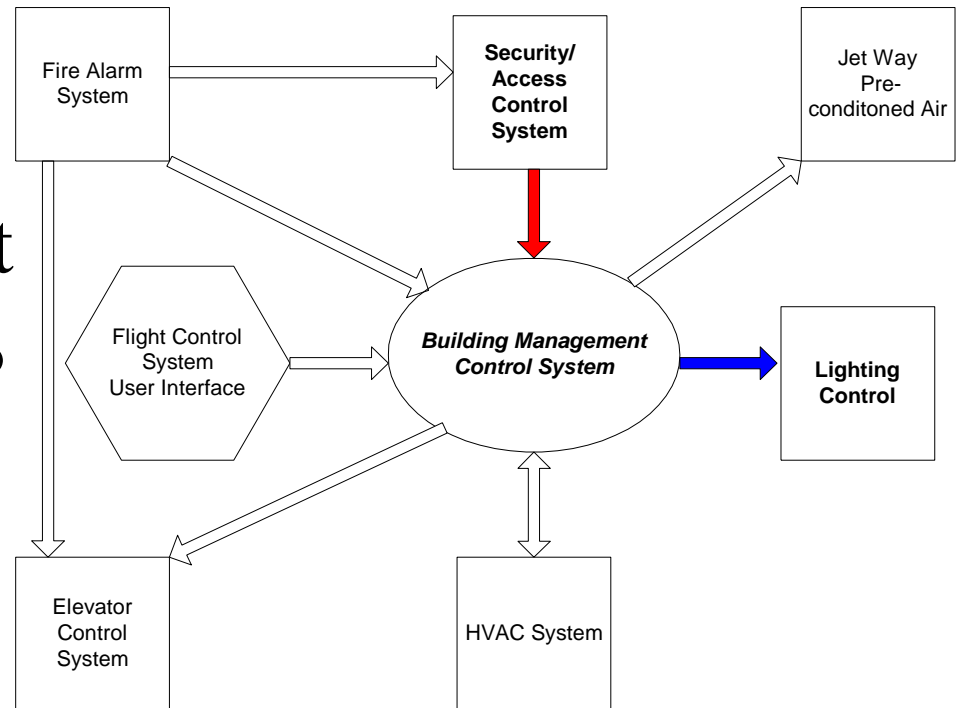 Fire Alarm
System
Security/
Access
Control
System
Jet Way
Pre-
conditoned Air
t
Flight Control
System
User Interface
Building Management
Control System
Lighting
Control
Elevator
Control
System
HVAC System